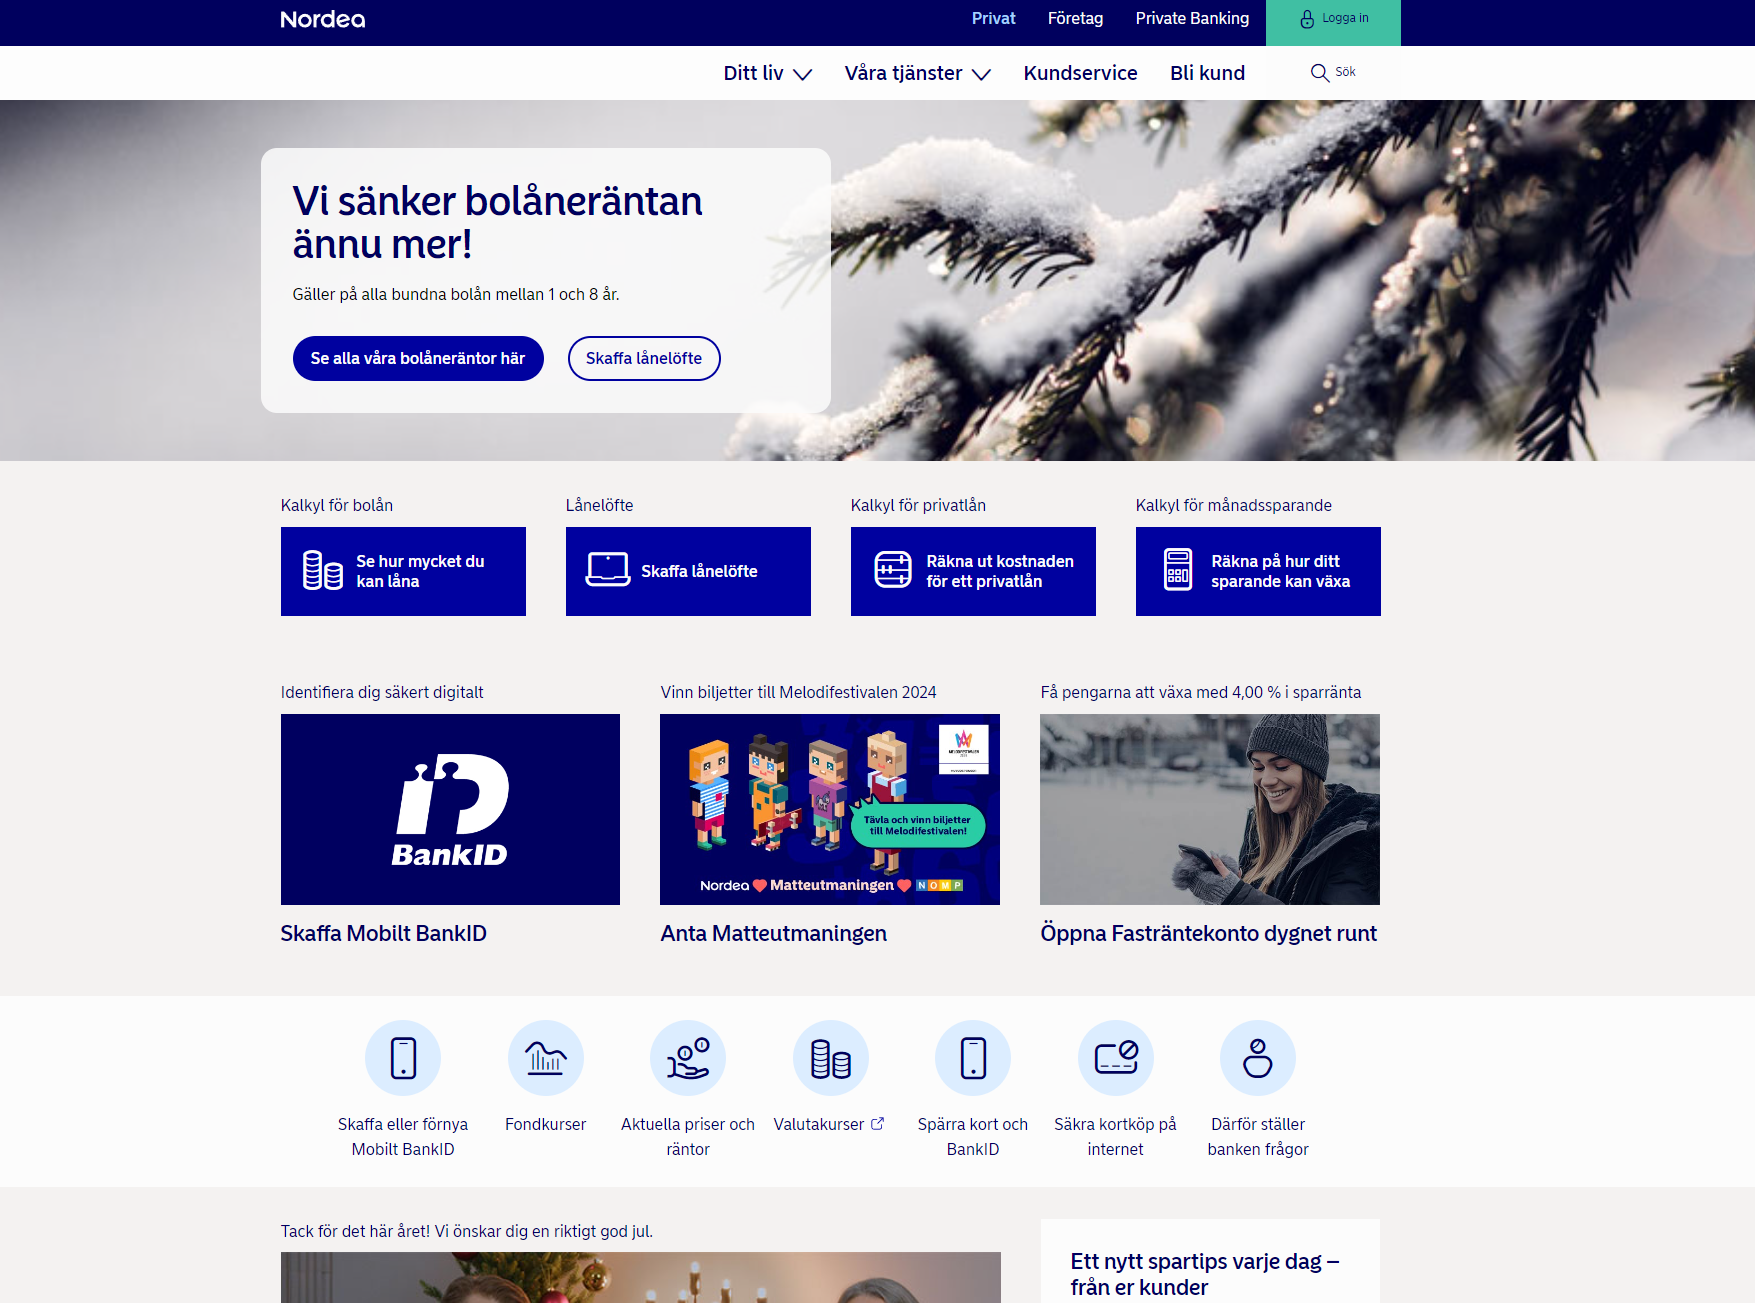 Nordea
Privat
Företag
Private Banking
Logga in
Ditt liv
Våra tjänster
Kundservice
Bli kund
Sök
Vi sänker bolåneräntan
ännu mer!
Gäller på alla bundna bolån mellan 1 och 8 år.
Se alla våra bolåneräntor här
Skaffa lånelöfte
Kalkyl för bolån
Se hur mycket du
kan låna
Lånelöfte
Skaffa lånelöfte
Kalkyl för privatlån
Räkna ut kostnaden
för ett privatlån
Kalkyl för månadssparande
Räkna på hur ditt
sparande kan växa
Identifiera dig säkert digitalt
BankID
Skaffa Mobilt BankID
Vinn biljetter till Melodifestivalen 2024
Tävla och vinn biljetter
till Melodifestivalen!
Nordea Matteutmaningen NOMP
Anta Matteutmaningen
Få pengarna att växa med 4,00 % i sparränta
Öppna Fasträntekonto dygnet runt
Skaffa eller förnya
Mobilt BankID
Fondkurser
Aktuella priser och
räntor
Valutakurser
Spärra kort och
BankID
Säkra kortköp på
internet
Därför ställer
banken frågor
Tack för det här året! Vi önskar dig en riktigt god jul.
Ett nytt spartips varje dag –
från er kunder